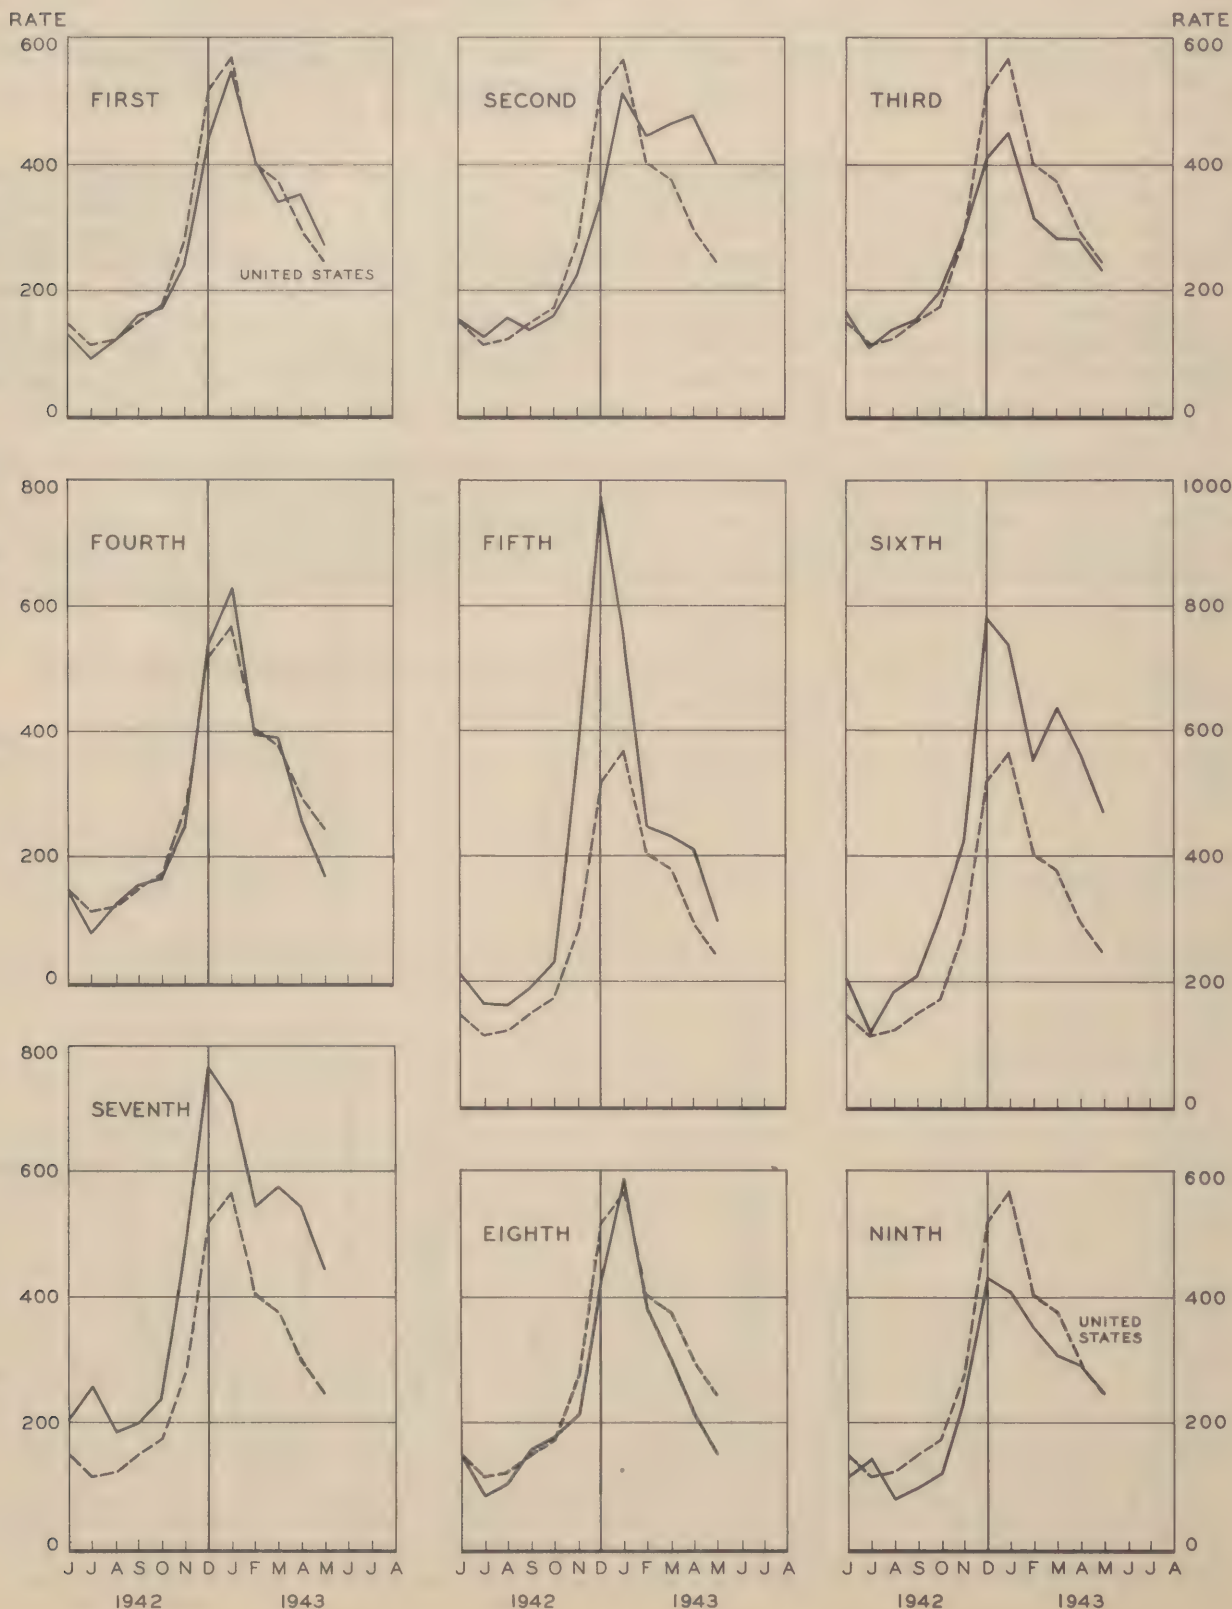 RATE RATE
600 600
FIRST SECOND THIRD
400 400
UNITED STATES
200 200
0 0
800 1000
FOURTH FIFTH SIXTH
600 800
400 600
200 400
0
200
800
SEVENTH
0
600 600
EIGHTH NINTH
400 400
UNITED
STATES
200 200
0 0
J J A S O N D J F M A M J J A J J A S O N D J F M A M J J A J J A S O N D J F M A M J J A
1942 1943 1942 1943 1942 1943